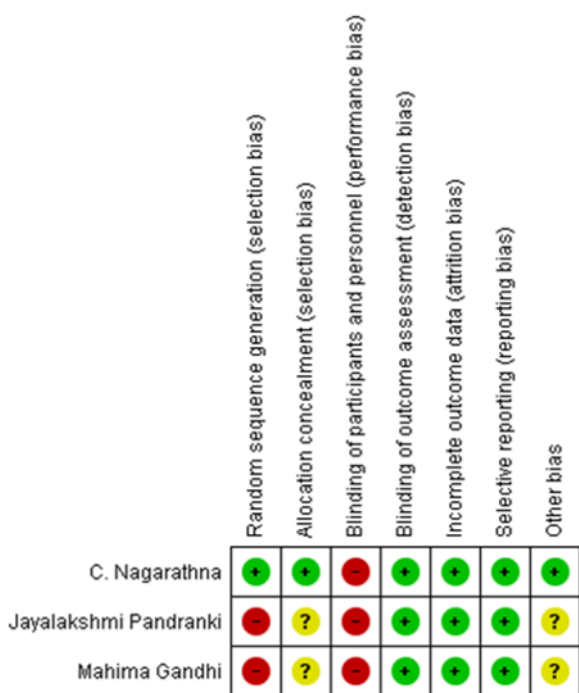 Random sequence generation (selection bias)
Allocation concealment (selection bias)
Blinding of participants and personnel (performance bias)
Blinding of outcome assessment (detection bias)
Incomplete outcome data (attrition bias)
Selective reporting (reporting bias)
Other bias
C. Nagarathna + + - + + + +
Jayalakshmi Pandranki - ? - + + + ?
Mahima Gandhi - ? - + + + ?